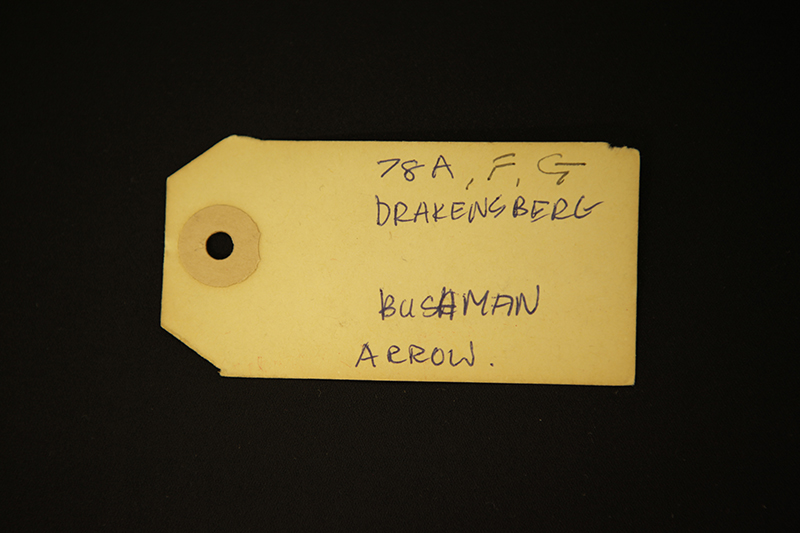 78A, F, G
DRAKENSBERG
BUSHMAN
ARROW.